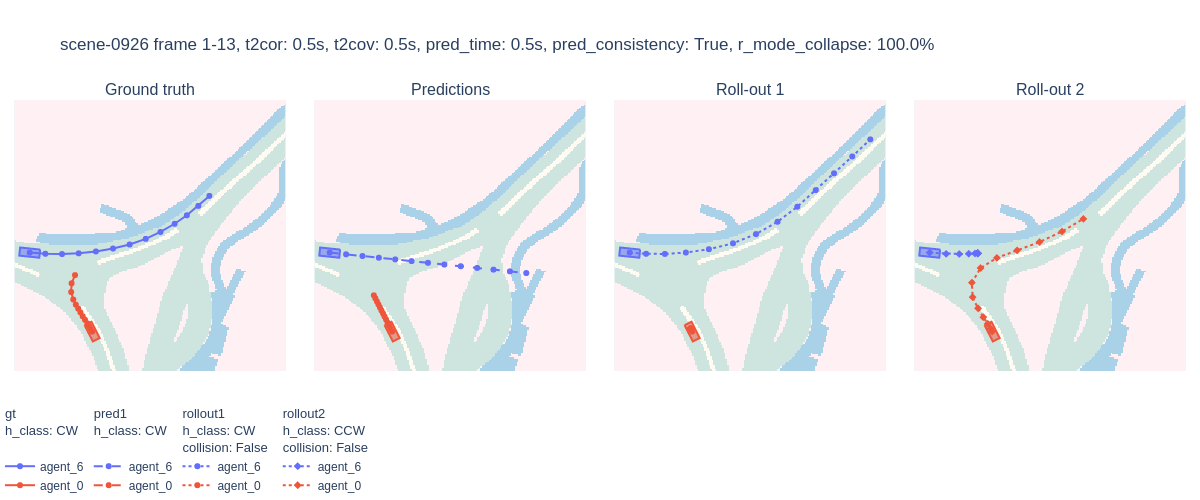 scene-0926 frame 1-13, t2cor: 0.5s, t2cov: 0.5s, pred_time: 0.5s, pred_consistency: True, r_mode_collapse: 100.0%
Ground truth
Predictions
Roll-out 1
Roll-out 2
gt
h_class: CW
agent_6
agent_0
pred1
h_class: CW
agent_6
agent_0
rollout1
h_class: CW
collision: False
agent_6
agent_0
rollout2
h_class: CCW
collision: False
agent_6
agent_0